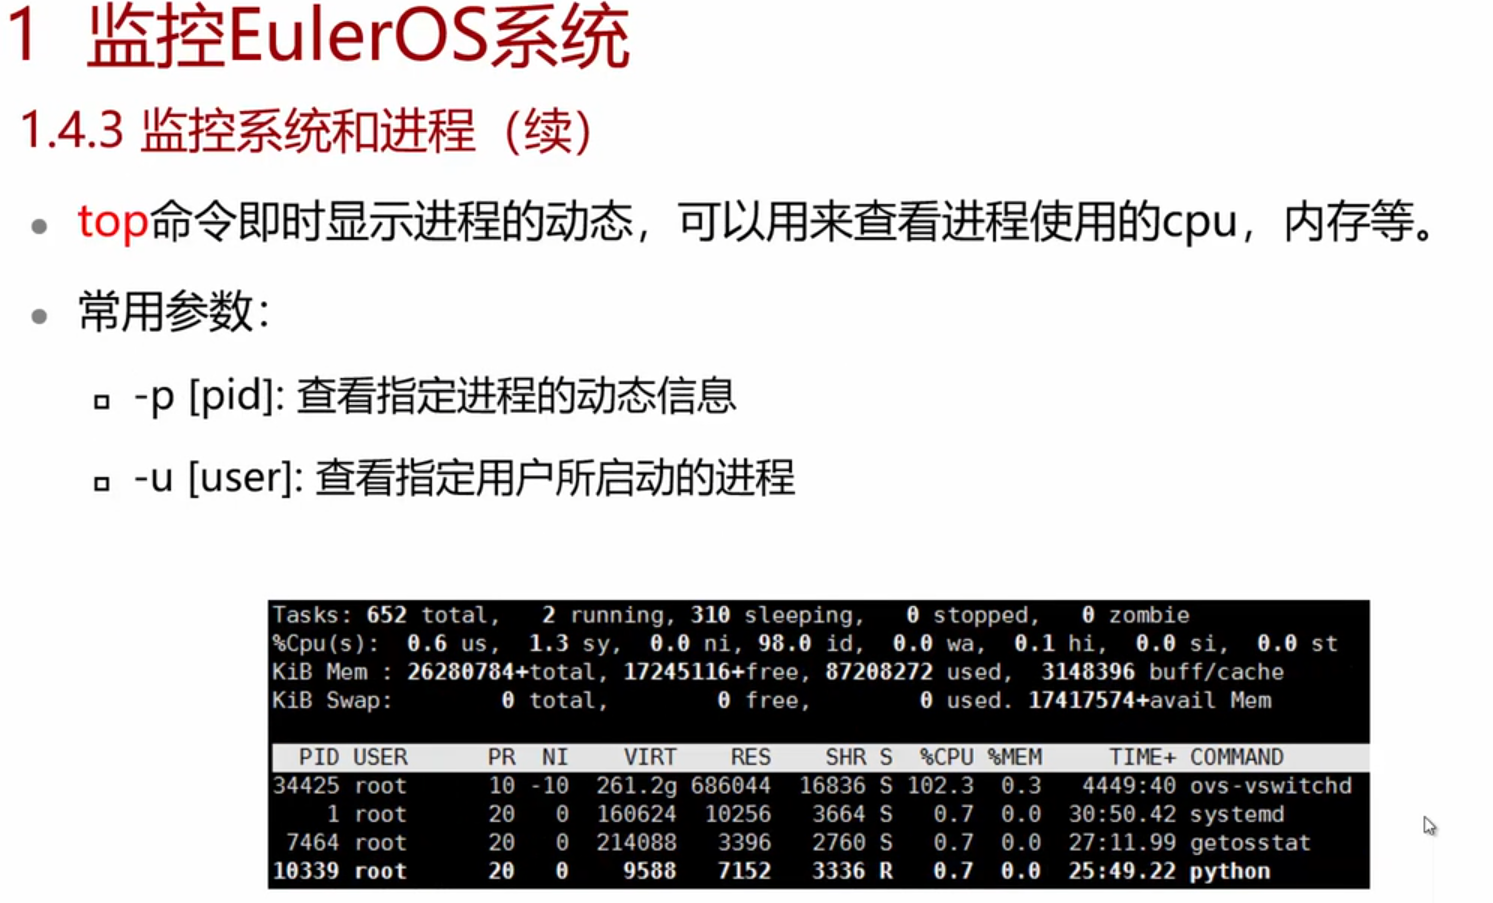 1 监控EulerOS系统
1.4.3 监控系统和进程（续）
top命令即时显示进程的动态，可以用来查看进程使用的cpu，内存等。
常用参数：
-p [pid]: 查看指定进程的动态信息
-u [user]: 查看指定用户所启动的进程
Tasks: 652 total, 2 running, 310 sleeping, 0 stopped, 0 zombie
%Cpu(s): 0.6 us, 1.3 sy, 0.0 ni, 98.0 id, 0.0 wa, 0.1 hi, 0.0 si, 0.0 st
KiB Mem : 26280784+total, 17245116+free, 87208272 used, 3148396 buff/cache
KiB Swap: 0 total, 0 free, 0 used. 17417574+avail Mem
PID USER PR NI VIRT RES SHR S %CPU %MEM TIME+ COMMAND
34425 root 10 -10 261.2g 686044 16836 S 102.3 0.3 4449:40 ovs-vswitchd
1 root 20 0 160624 10256 3664 S 0.7 0.0 30:50.42 systemd
7464 root 20 0 214088 3396 2760 S 0.7 0.0 27:11.99 getosstat
10339 root 20 0 9588 7152 3336 R 0.7 0.0 25:49.22 python